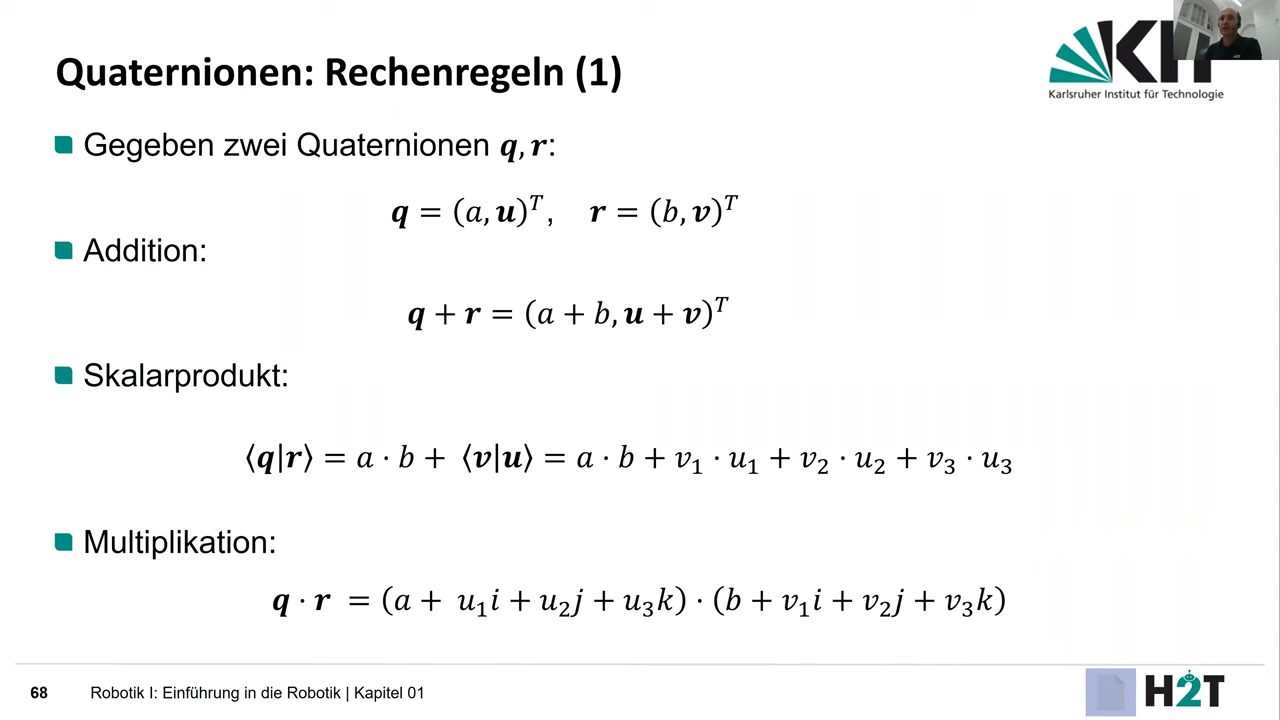 Quaternionen: Rechenregeln (1)
KIT
Karlsruher Institut für Technologie
Gegeben zwei Quaternionen q, r:
q = (a, u)^T, r = (b, v)^T
Addition:
q + r = (a + b, u + v)^T
Skalarprodukt:
⟨q|r⟩ = a · b + ⟨v|u⟩ = a · b + v₁ · u₁ + v₂ · u₂ + v₃ · u₃
Multiplikation:
q · r = (a + u₁i + u₂j + u₃k) · (b + v₁i + v₂j + v₃k)
68 Robotik I: Einführung in die Robotik | Kapitel 01
H2T